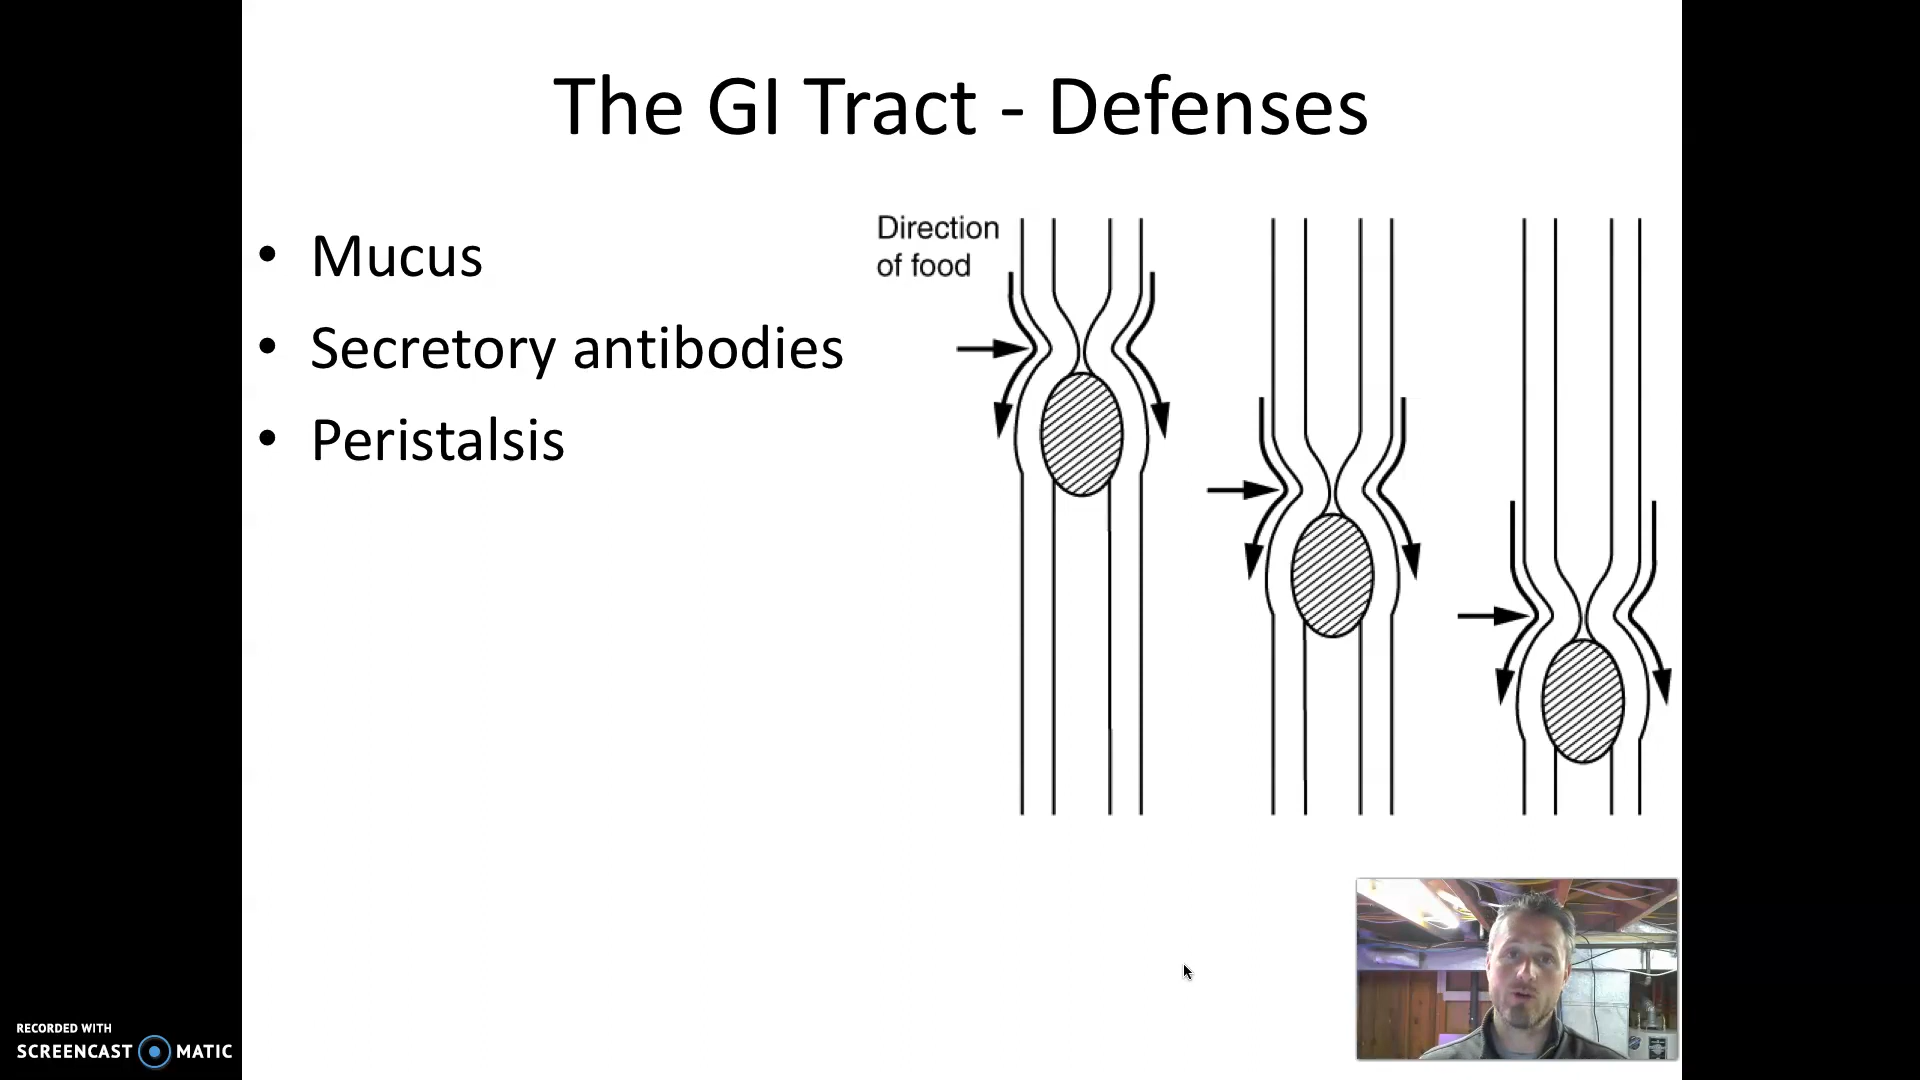 The GI Tract - Defenses
• Mucus
• Secretory antibodies
• Peristalsis
Direction
of food
RECORDED WITH
SCREENCAST MATIC